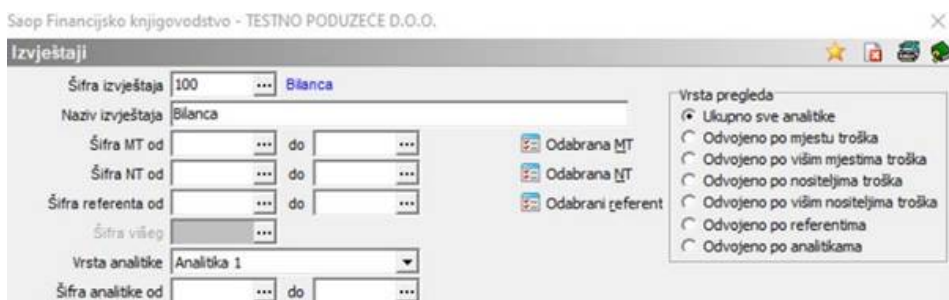 Saop Financijsko knjigovodstvo - TESTNO PODUZEĆE D.O.O.
Izvještaji
Šifra izvještaja 100 ... Bilanca
Naziv izvještaja Bilanca
Šifra MT od ... do ... Odabrana MT
Šifra NT od ... do ... Odabrana NT
Šifra referenta od ... do ... Odabrani referent
Šifra višeg ...
Vrsta analitike Analitika 1
Šifra analitike od ... do ...
Vrsta pregleda
Ukupno sve analitike
Odvojeno po mjestu troška
Odvojeno po višim mjestima troška
Odvojeno po nositeljima troška
Odvojeno po višim nositeljima troška
Odvojeno po referentima
Odvojeno po analitikama